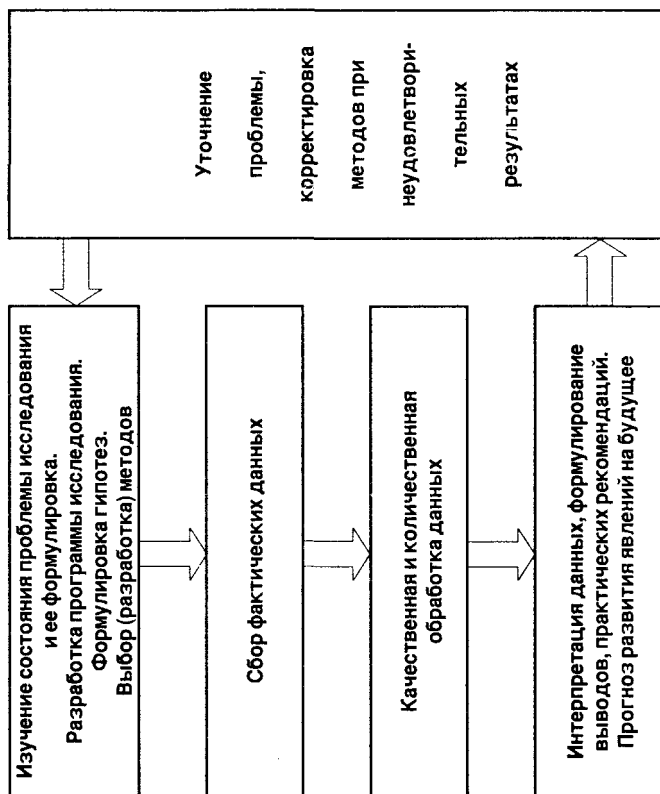 Изучение состояния проблемы исследования
и ее формулировка.
Разработка программы исследования.
Формулировка гипотез.
Выбор (разработка) методов
Сбор фактических данных
Качественная и количественная
обработка данных
Интерпретация данных, формулирование
выводов, практических рекомендаций.
Прогноз развития явлений на будущее
Уточнение
проблемы,
корректировка
методов при
неудовлетвори-
тельных
результатах